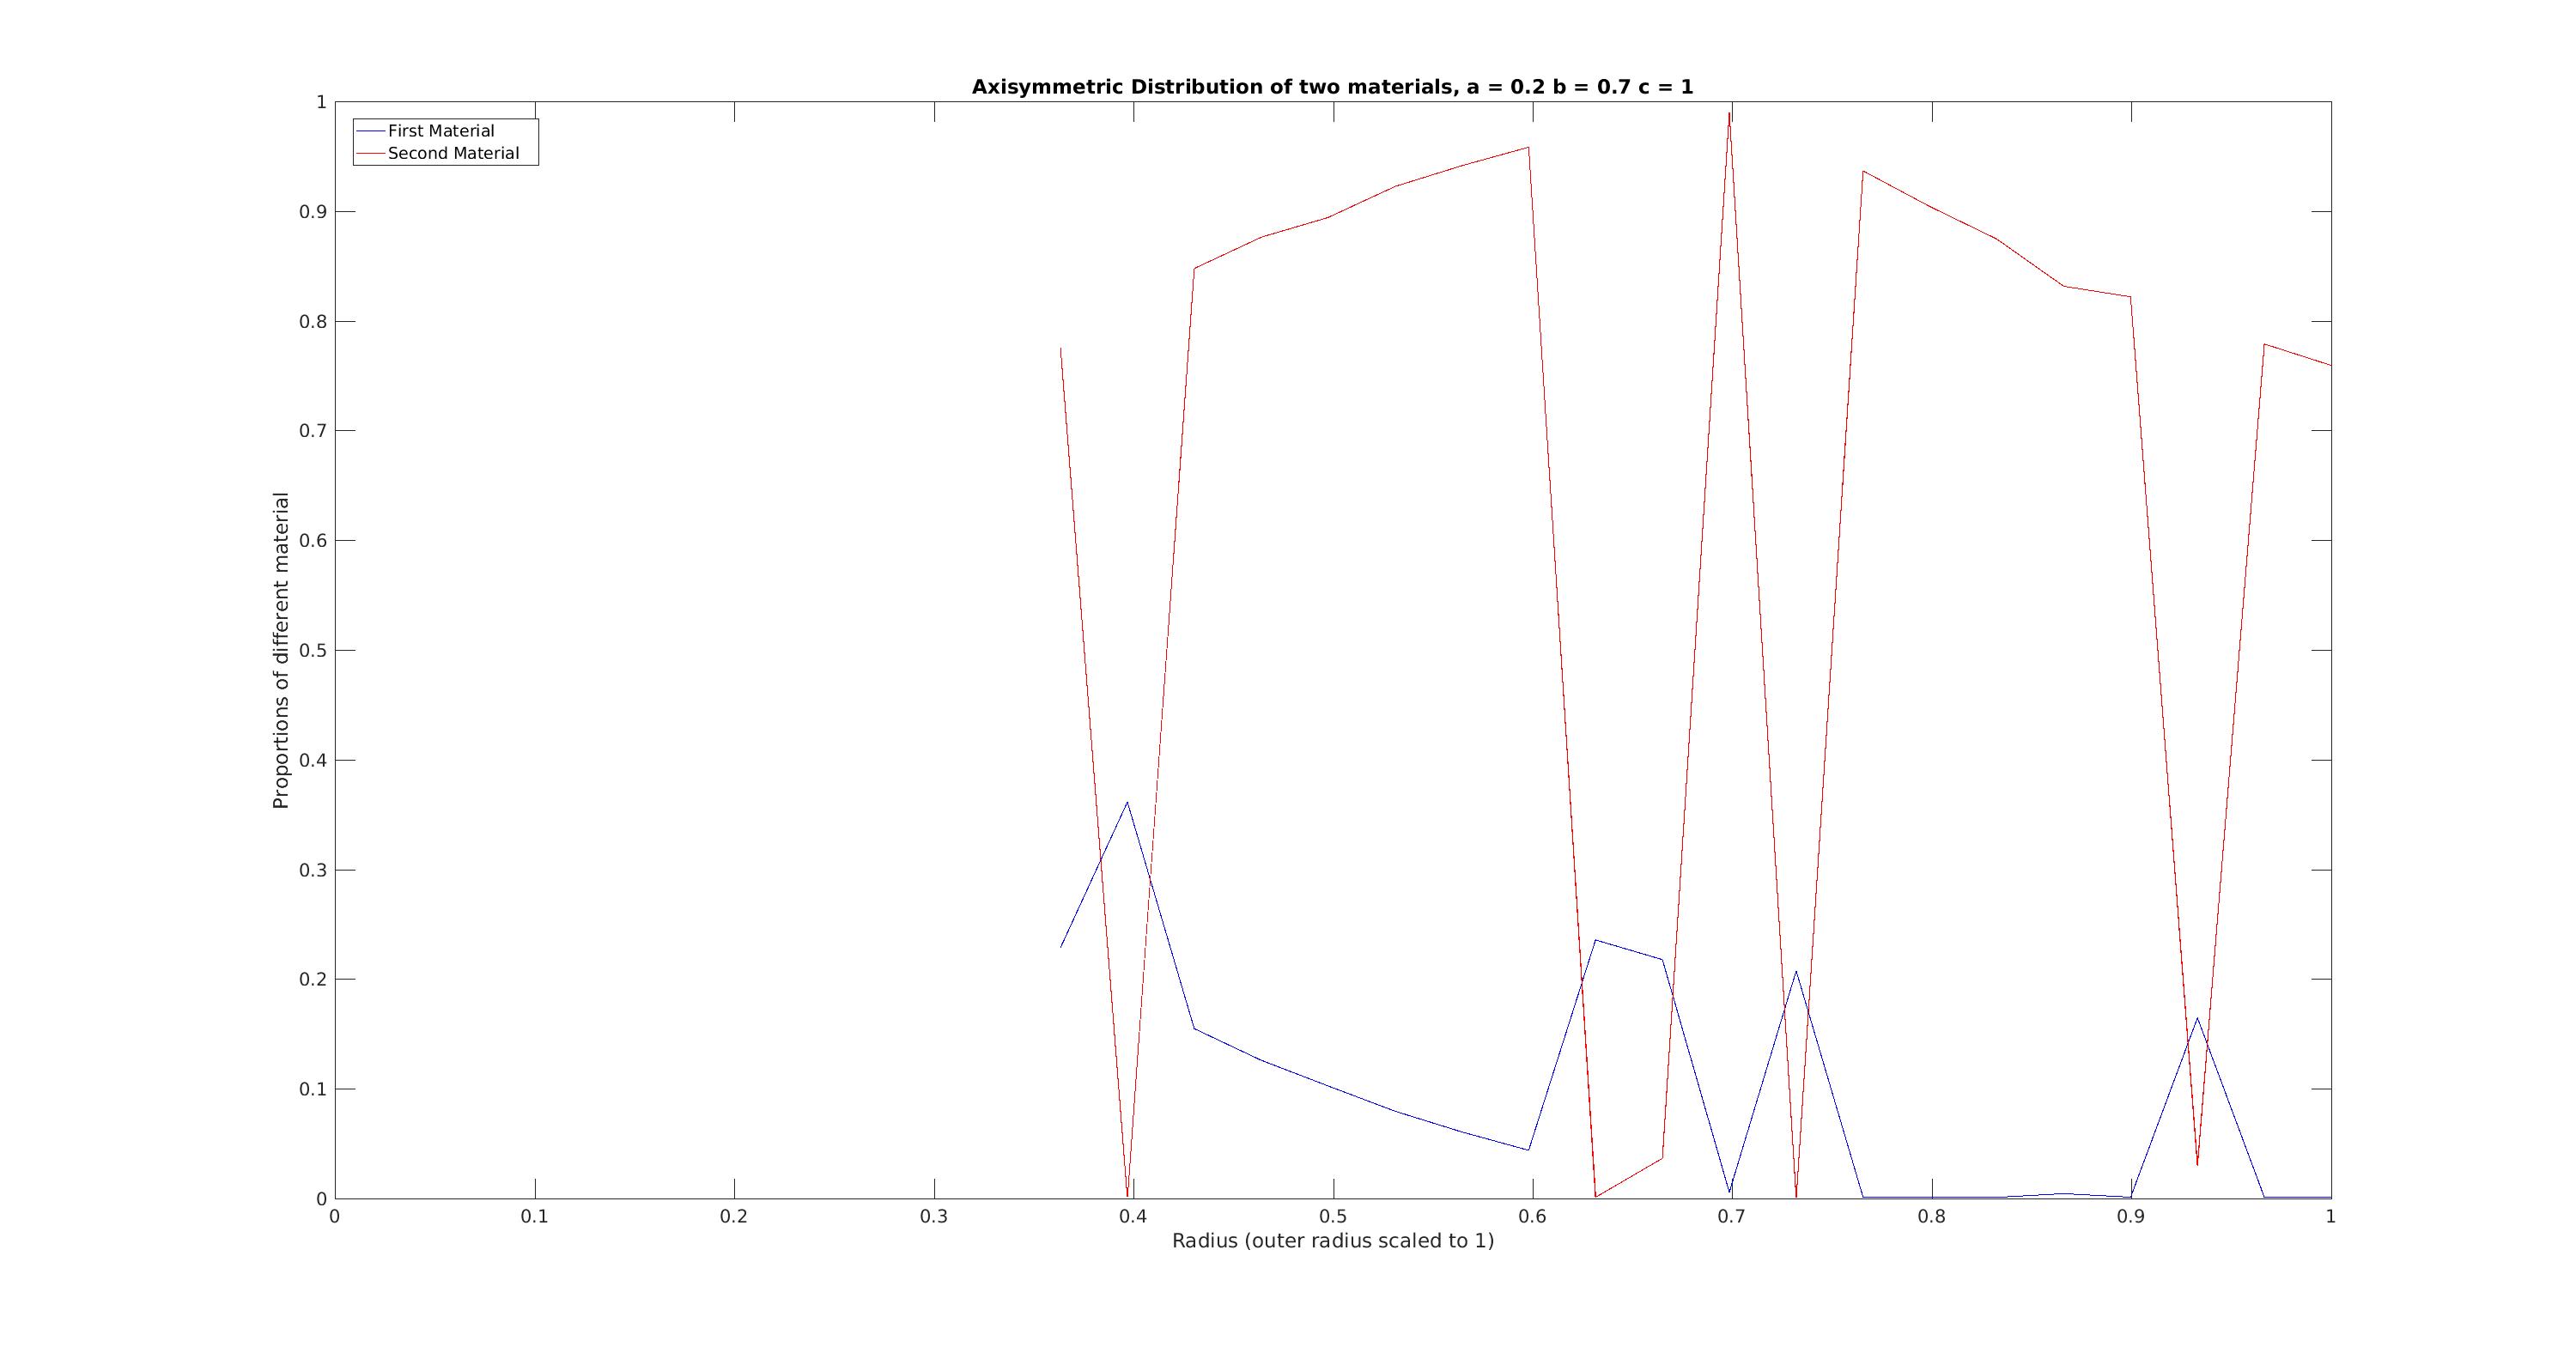 Axisymmetric Distribution of two materials, a = 0.2 b = 0.7 c = 1
First Material
Second Material
Proportions of different material
1
0.9
0.8
0.7
0.6
0.5
0.4
0.3
0.2
0.1
0
0 0.1 0.2 0.3 0.4 0.5 0.6 0.7 0.8 0.9 1
Radius (outer radius scaled to 1)